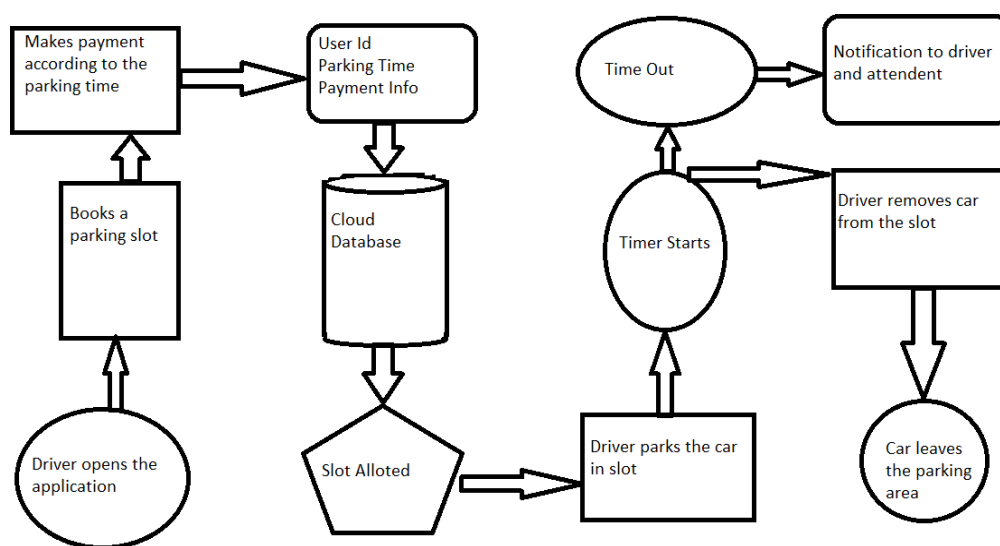 Makes payment
according to the
parking time
User Id
Parking Time
Payment Info
Time Out
Notification to driver
and attendent
Books a
parking slot
Cloud
Database
Timer Starts
Driver removes car
from the slot
Driver opens the
application
Slot Alloted
Driver parks the car
in slot
Car leaves
the parking
area